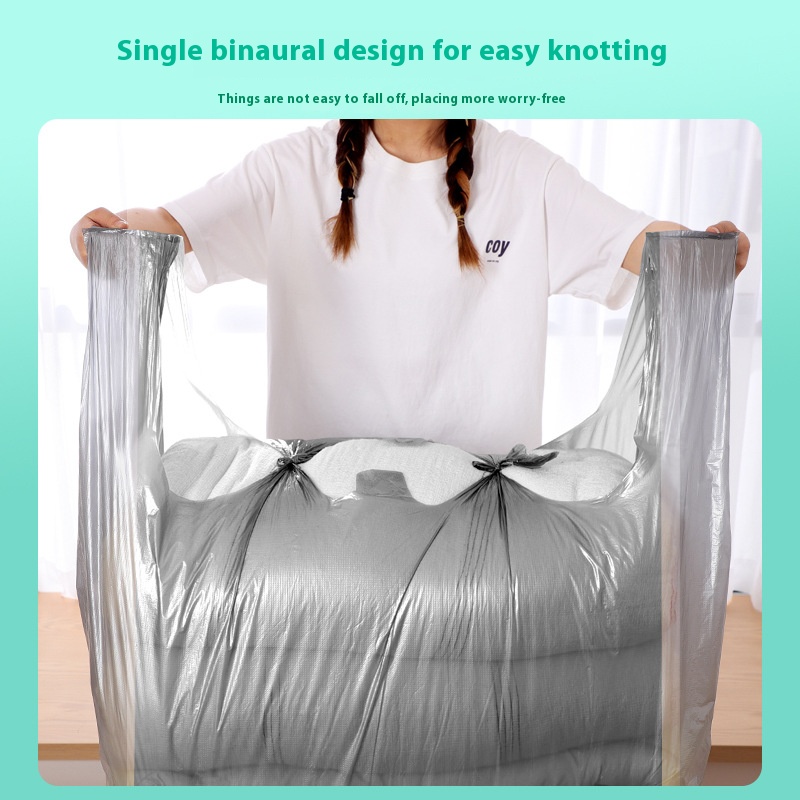 Single binaural design for easy knotting
Things are not easy to fall off, placing more worry-free
coy